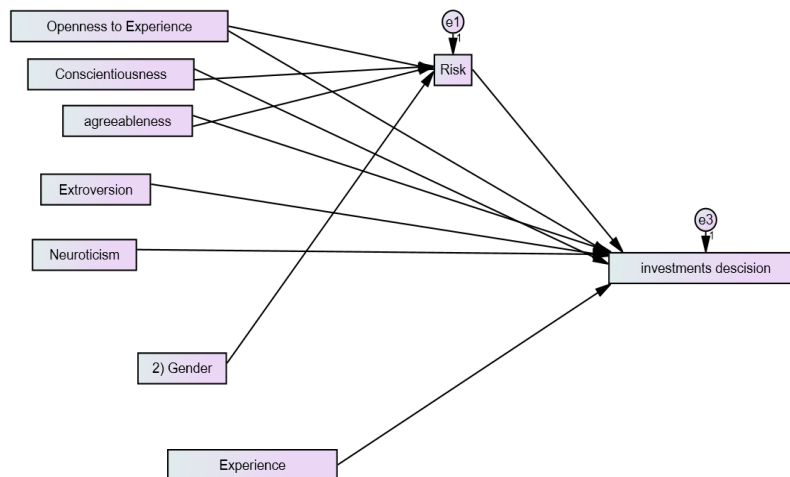 Openness to Experience
e1
1
Conscientiousness
Risk
agreeableness
Extroversion
e3
1
Neuroticism
investments descision
2) Gender
Experience